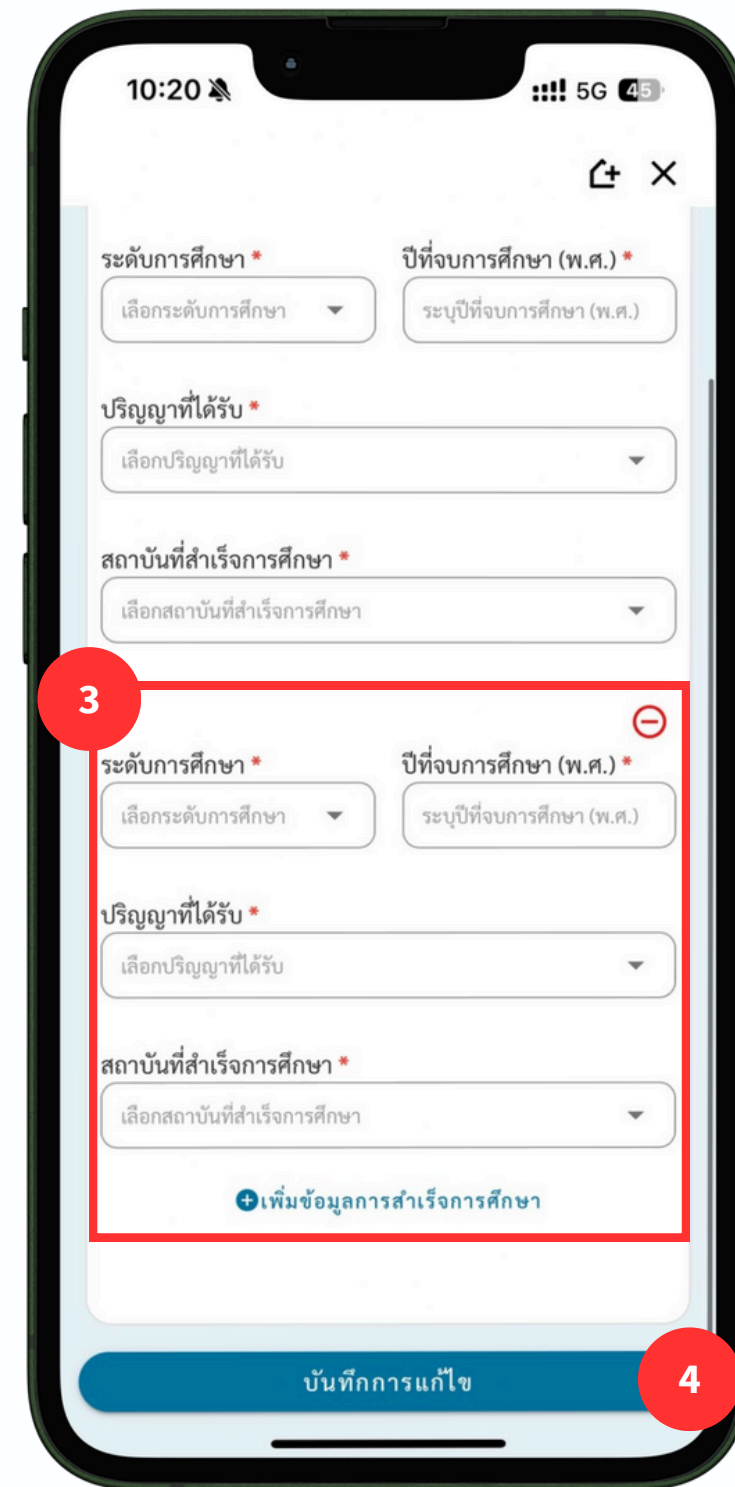 10:20
5G 45
ระดับการศึกษา * ปีที่จบการศึกษา (พ.ศ.) *
เลือกระดับการศึกษา ระบุปีที่จบการศึกษา (พ.ศ.)
ปริญญาที่ได้รับ *
เลือกปริญญาที่ได้รับ
สถาบันที่สำเร็จการศึกษา *
เลือกสถาบันที่สำเร็จการศึกษา
3
ระดับการศึกษา * ปีที่จบการศึกษา (พ.ศ.) *
เลือกระดับการศึกษา ระบุปีที่จบการศึกษา (พ.ศ.)
ปริญญาที่ได้รับ *
เลือกปริญญาที่ได้รับ
สถาบันที่สำเร็จการศึกษา *
เลือกสถาบันที่สำเร็จการศึกษา
เพิ่มข้อมูลการสำเร็จการศึกษา
บันทึกการแก้ไข
4